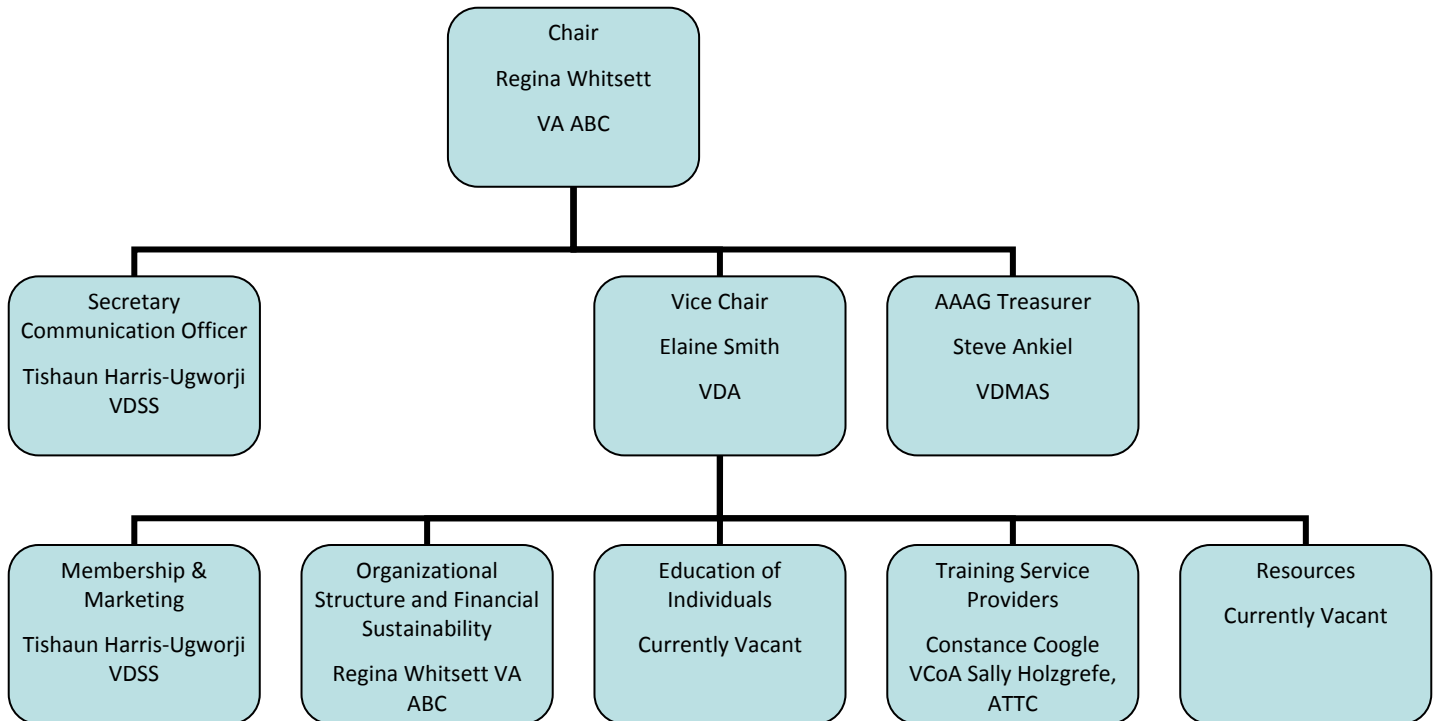 Chair
Regina Whitsett
VA ABC
Secretary
Communication Officer
Tishaun Harris-Ugworji
VDSS
Vice Chair
Elaine Smith
VDA
AAAG Treasurer
Steve Ankiel
VDMAS
Membership &
Marketing
Tishaun Harris-Ugworji
VDSS
Organizational
Structure and Financial
Sustainability
Regina Whitsett VA
ABC
Education of
Individuals
Currently Vacant
Training Service
Providers
Constance Coogle
VCoA Sally Holzgrefe,
ATTC
Resources
Currently Vacant